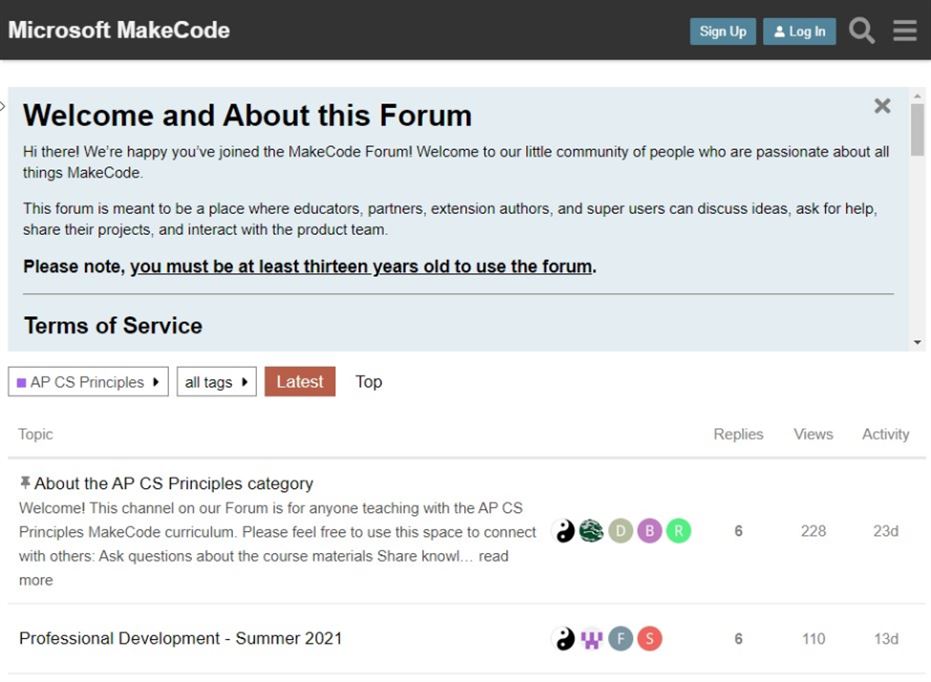 Microsoft MakeCode
Sign Up
Log In
Welcome and About this Forum
Hi there! We're happy you've joined the MakeCode Forum! Welcome to our little community of people who are passionate about all
things MakeCode.
This forum is meant to be a place where educators, partners, extension authors, and super users can discuss ideas, ask for help,
share their projects, and interact with the product team.
Please note, you must be at least thirteen years old to use the forum.
Terms of Service
AP CS Principles
all tags
Latest
Top
Topic Replies Views Activity
About the AP CS Principles category
Welcome! This channel on our Forum is for anyone teaching with the AP CS
Principles MakeCode curriculum. Please feel free to use this space to connect
with others: Ask questions about the course materials Share knowl… read
more
D B R 6 228 23d
Professional Development - Summer 2021 F S 6 110 13d